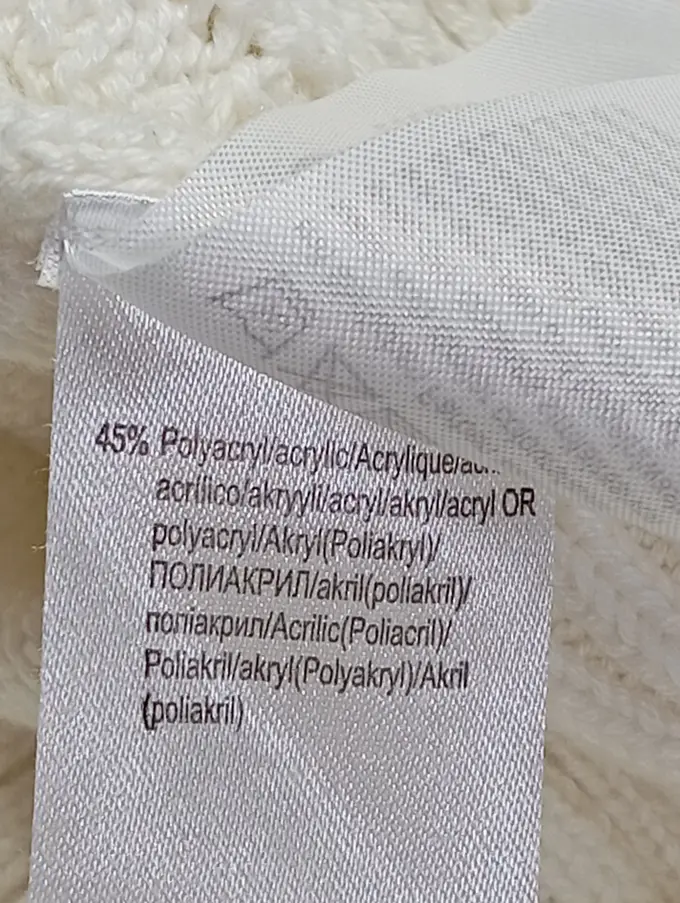 45% Polyacryl/acrylic/Acrylique/
acrílico/akryyli/acryl/akryl/acryl OR
polyacryl/Akryl(Poliakryl)/
ПОЛИАКРИЛ/akril(poliakril)/
поліакрил/Acrilic(Poliacril)/
Poliakril/akryl(Polyakryl)/Akril
(poliakril)